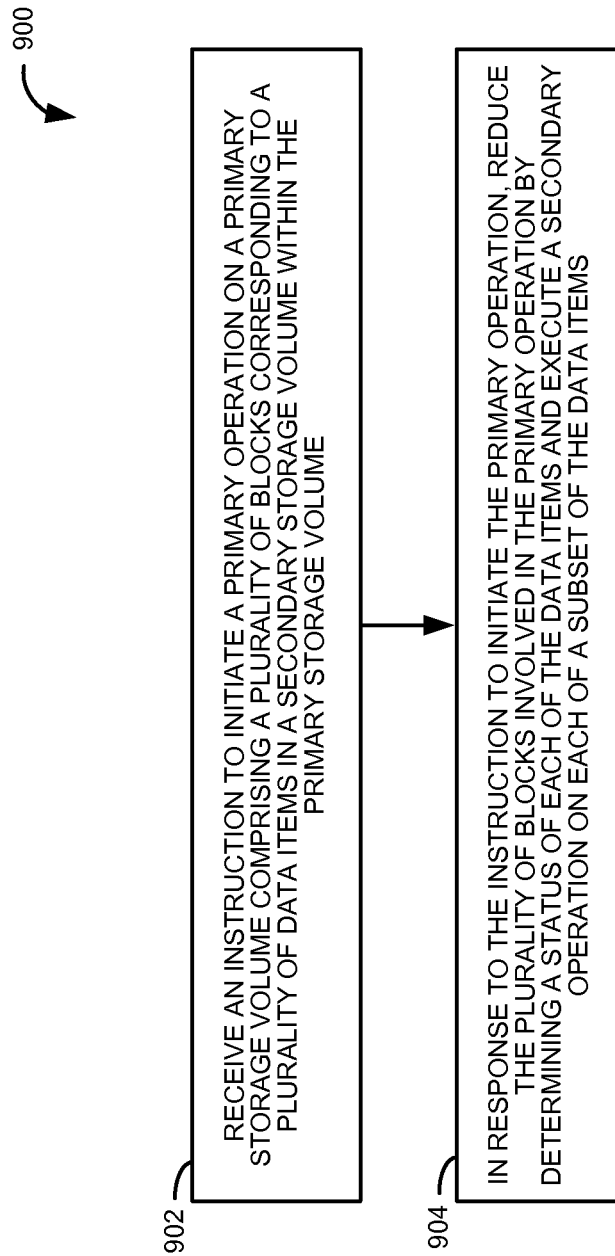 900
902
RECEIVE AN INSTRUCTION TO INITIATE A PRIMARY OPERATION ON A PRIMARY
STORAGE VOLUME COMPRISING A PLURALITY OF BLOCKS CORRESPONDING TO A
PLURALITY OF DATA ITEMS IN A SECONDARY STORAGE VOLUME WITHIN THE
PRIMARY STORAGE VOLUME
904
IN RESPONSE TO THE INSTRUCTION TO INITIATE THE PRIMARY OPERATION, REDUCE
THE PLURALITY OF BLOCKS INVOLVED IN THE PRIMARY OPERATION BY
DETERMINING A STATUS OF EACH OF THE DATA ITEMS AND EXECUTE A SECONDARY
OPERATION ON EACH OF A SUBSET OF THE DATA ITEMS